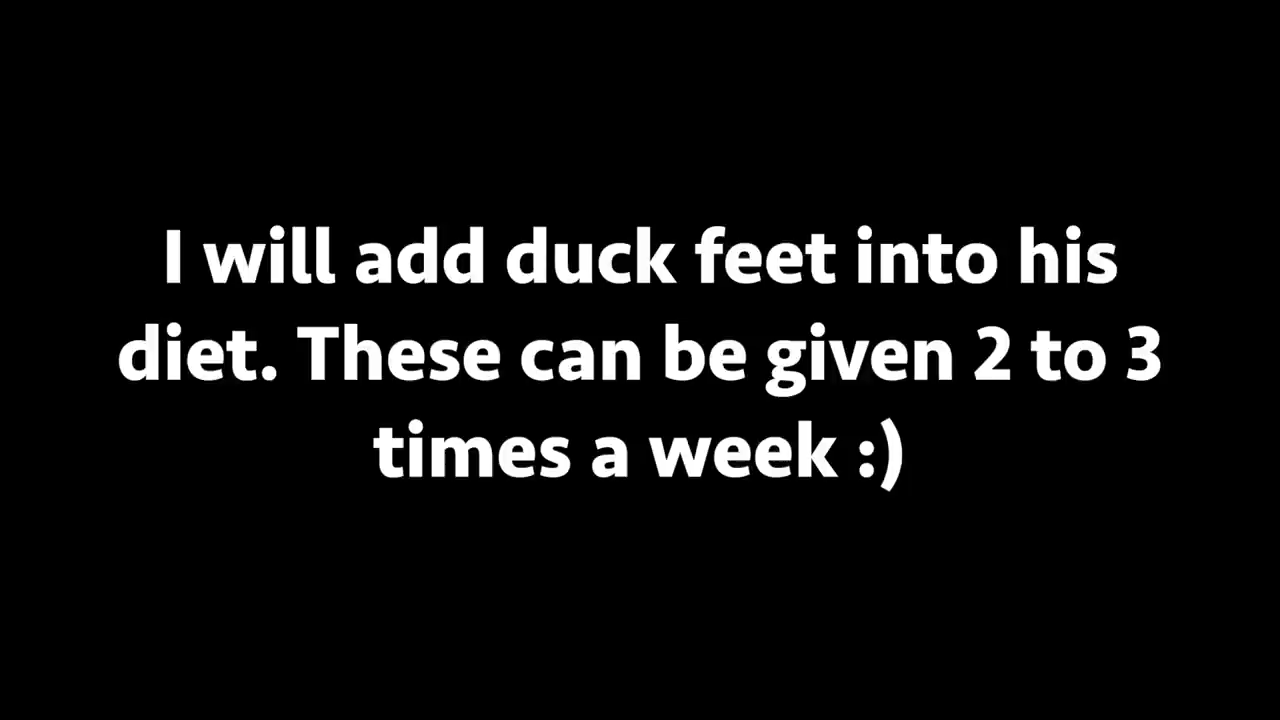 I will add duck feet into his
diet. These can be given 2 to 3
times a week :)